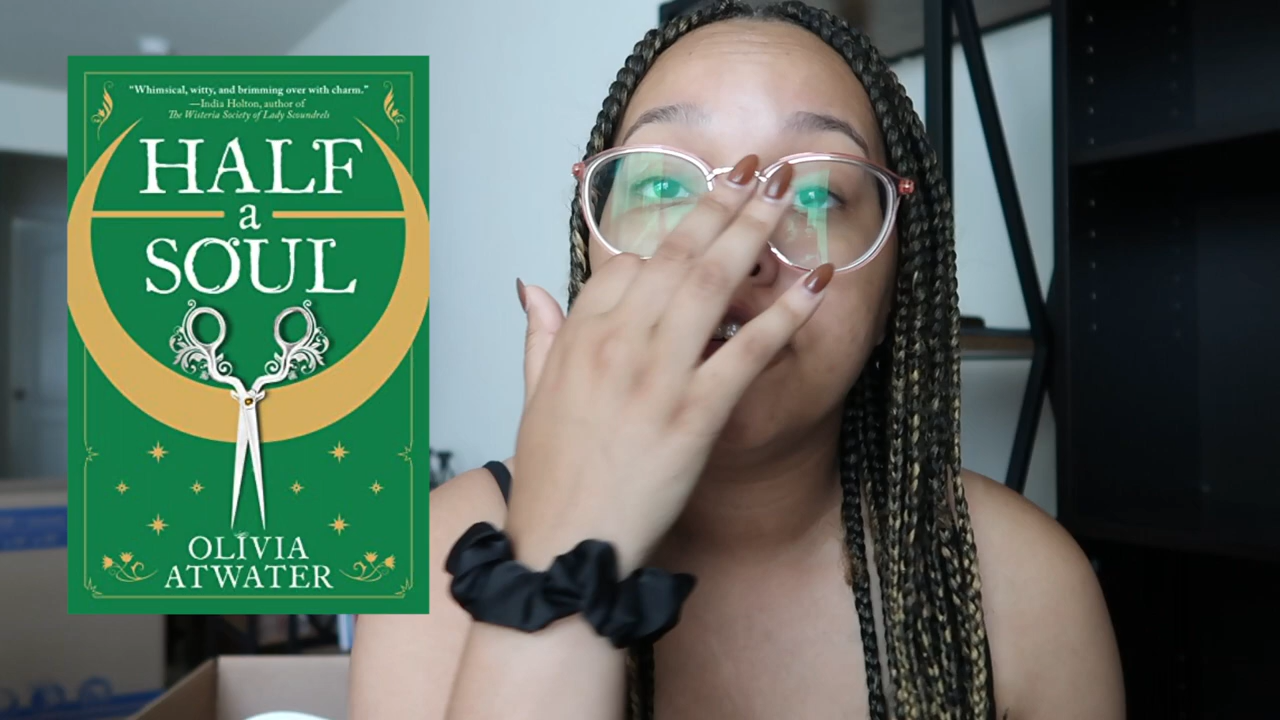 “Whimsical, witty, and brimming over with charm.”
—India Holton, author of
The Wisteria Society of Lady Scoundrels
HALF
a
SOUL
OLIVIA
ATWATER